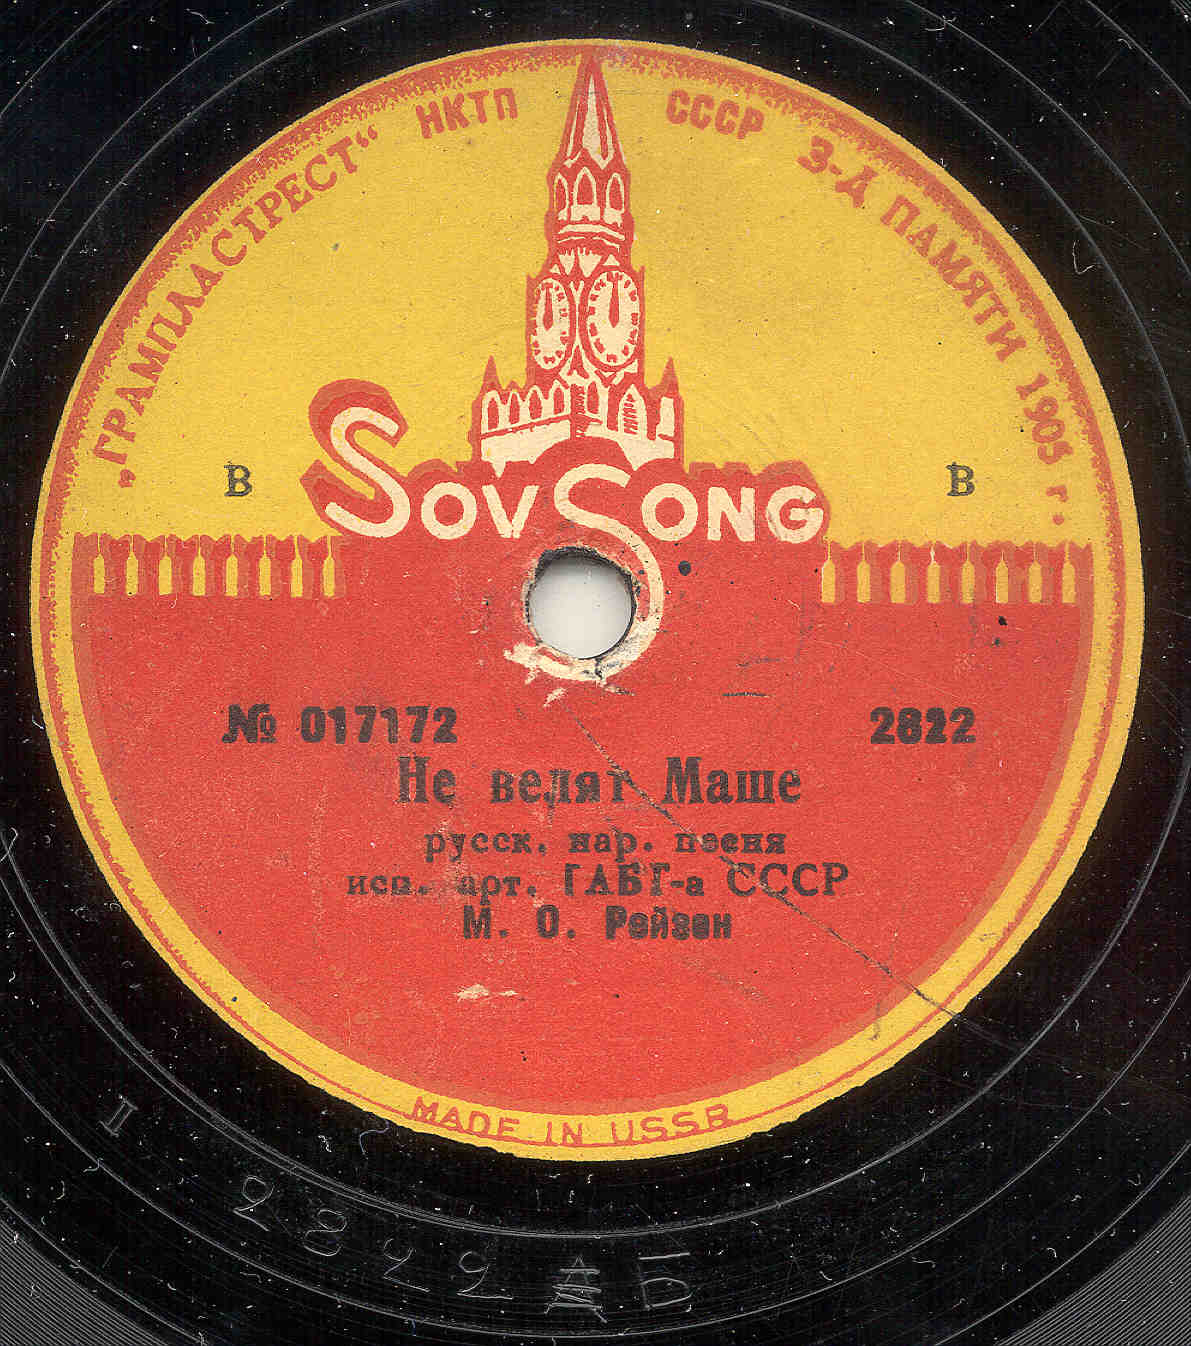 „ГРАМПЛАСТРЕСТ“ НКТП СССР З-Д ПАМЯТИ 1905 г.
SovSong
В В
№ 017172 2822
Не велят Маше
русск. нар. песня
исп. арт. ГАБТ-а СССР
М. О. Рейзен
MADE IN USSR
I 2822 Б